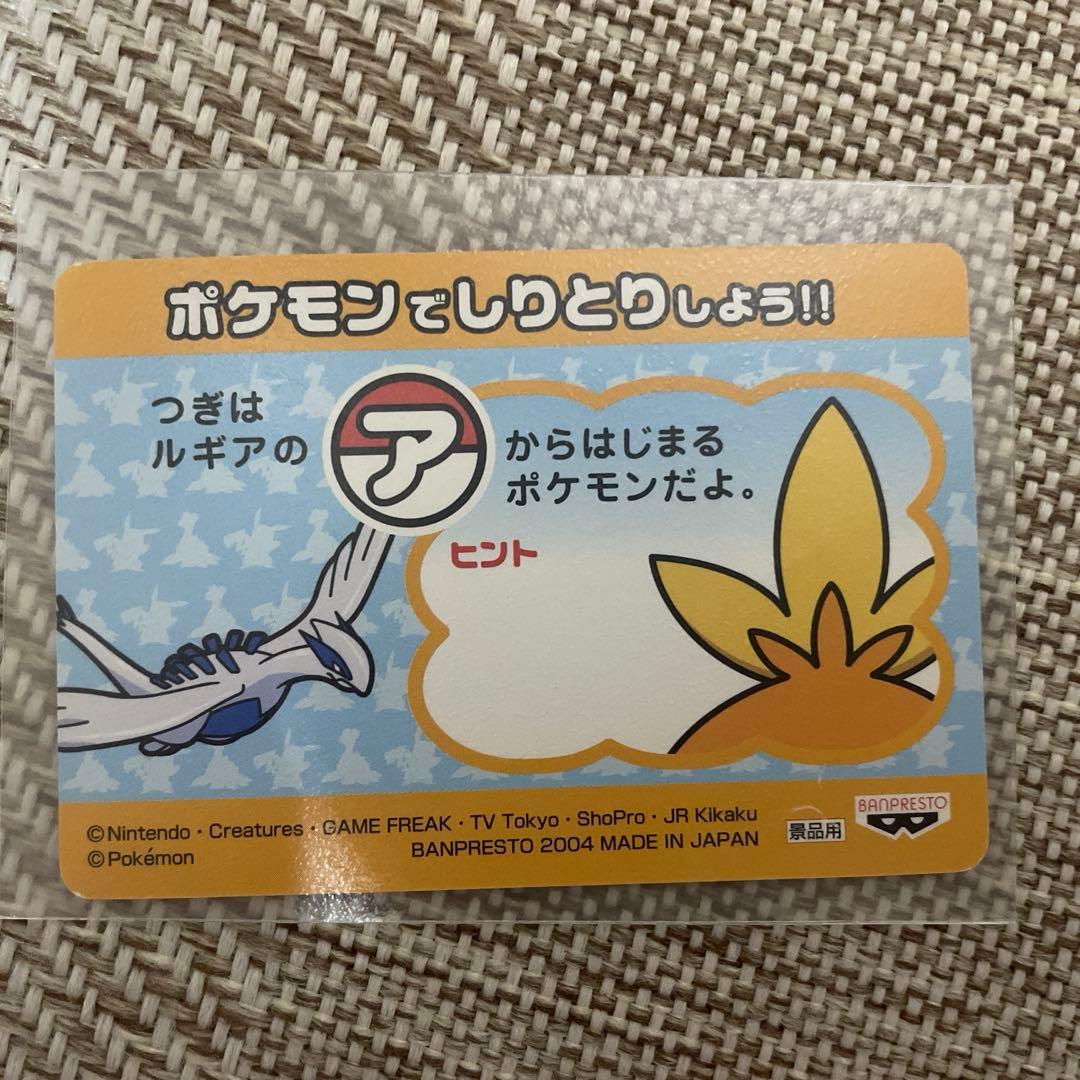 ポケモンでしりとりしよう!!
つぎは
ルギアの
ア
からはじまる
ポケモンだよ。
ヒント
©Nintendo・Creatures・GAME FREAK・TV Tokyo・ShoPro・JR Kikaku
©Pokémon
BANPRESTO 2004 MADE IN JAPAN
景品用
BANPRESTO